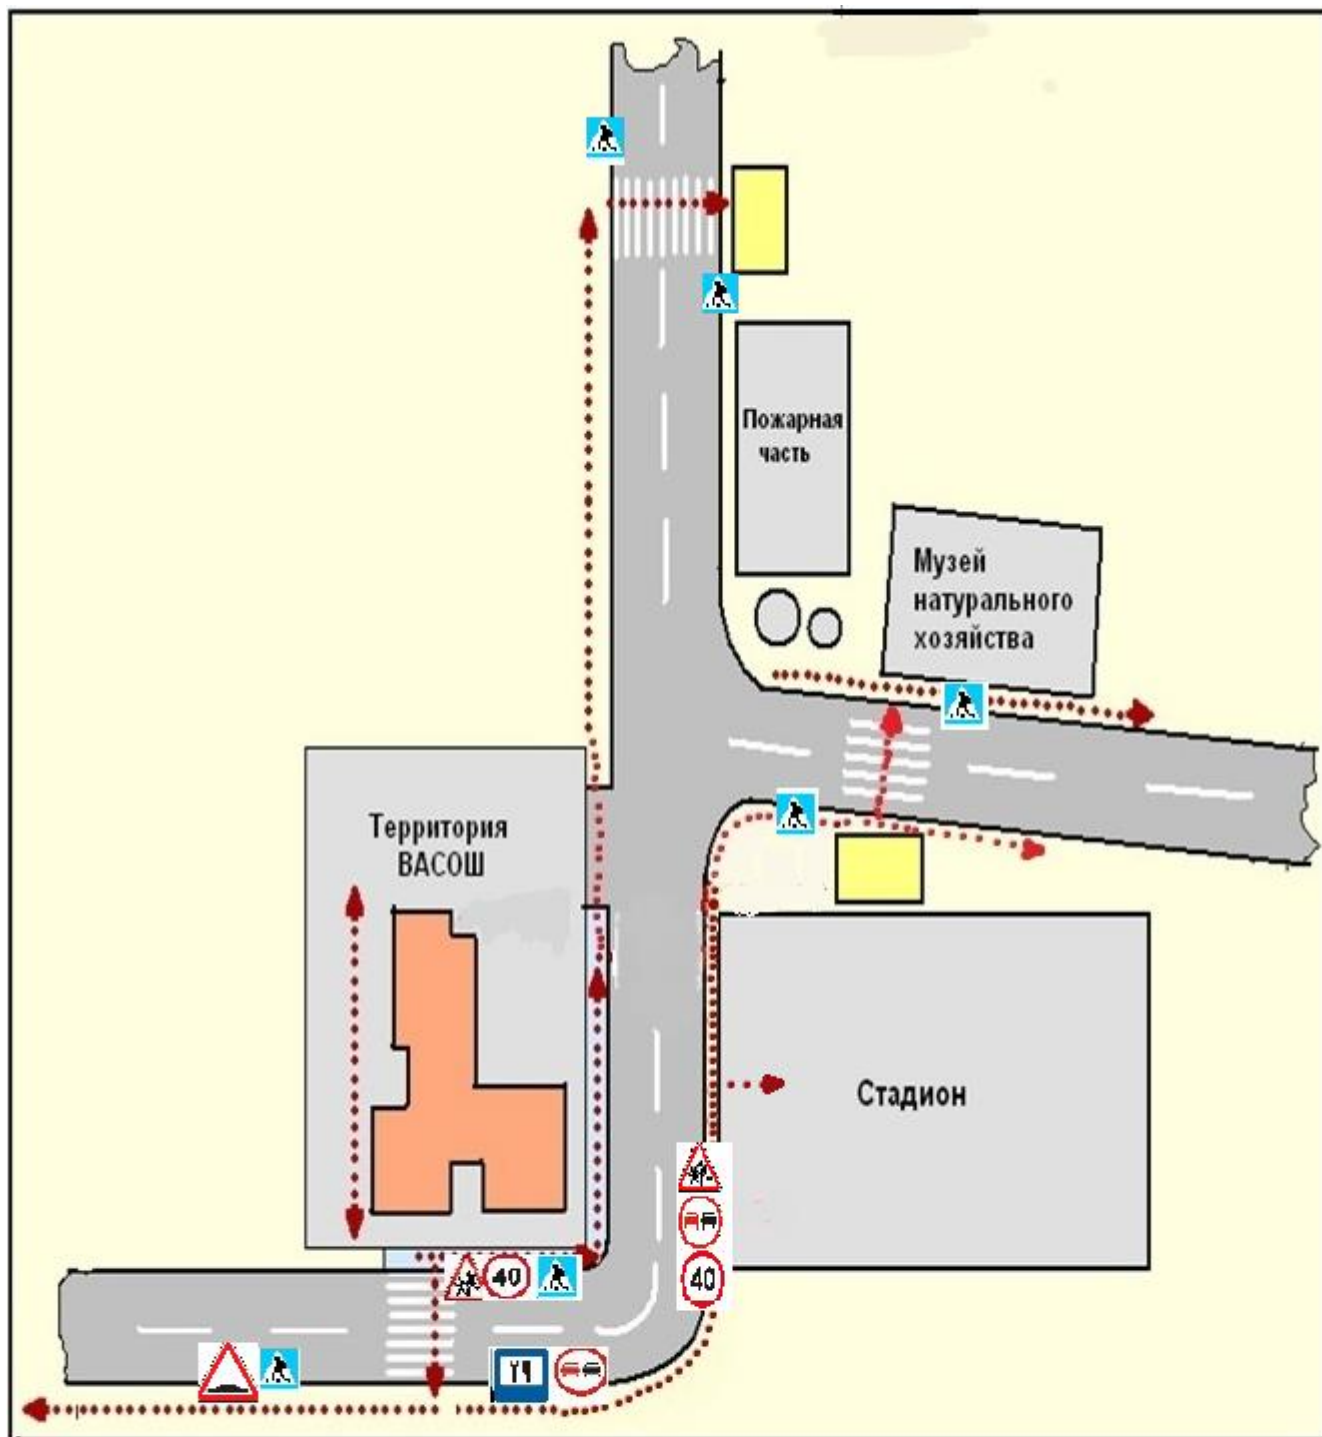 Пожарная
часть
Музей
натурального
хозяйства
Территория
ВАСОШ
Стадион
40
40